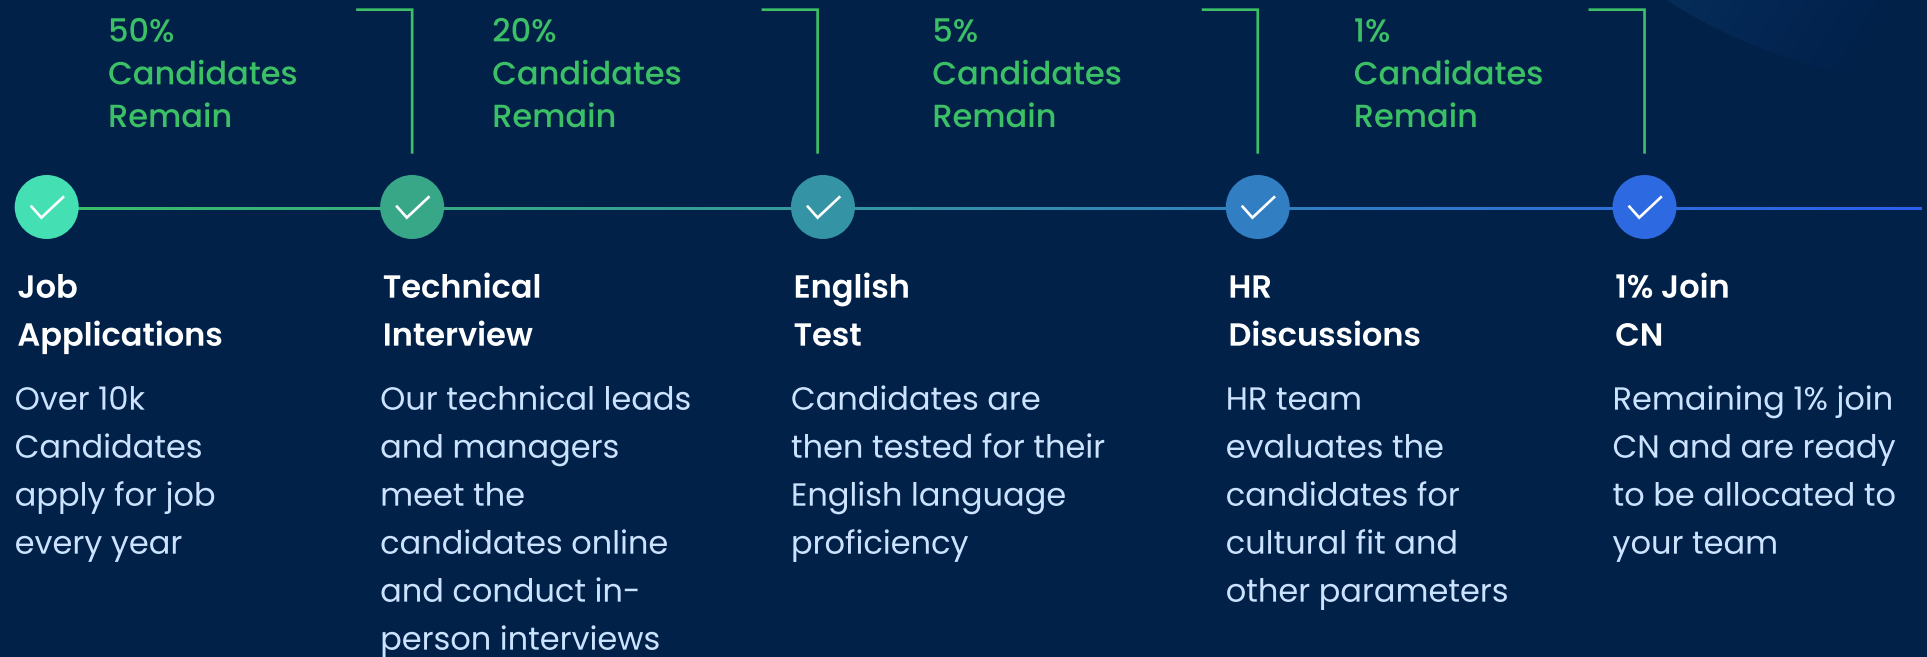 50%
Candidates
Remain
20%
Candidates
Remain
5%
Candidates
Remain
1%
Candidates
Remain
Job
Applications
Over 10k
Candidates
apply for job
every year
Technical
Interview
Our technical leads
and managers
meet the
candidates online
and conduct in-
person interviews
English
Test
Candidates are
then tested for their
English language
proficiency
HR
Discussions
HR team
evaluates the
candidates for
cultural fit and
other parameters
1% Join
CN
Remaining 1% join
CN and are ready
to be allocated to
your team